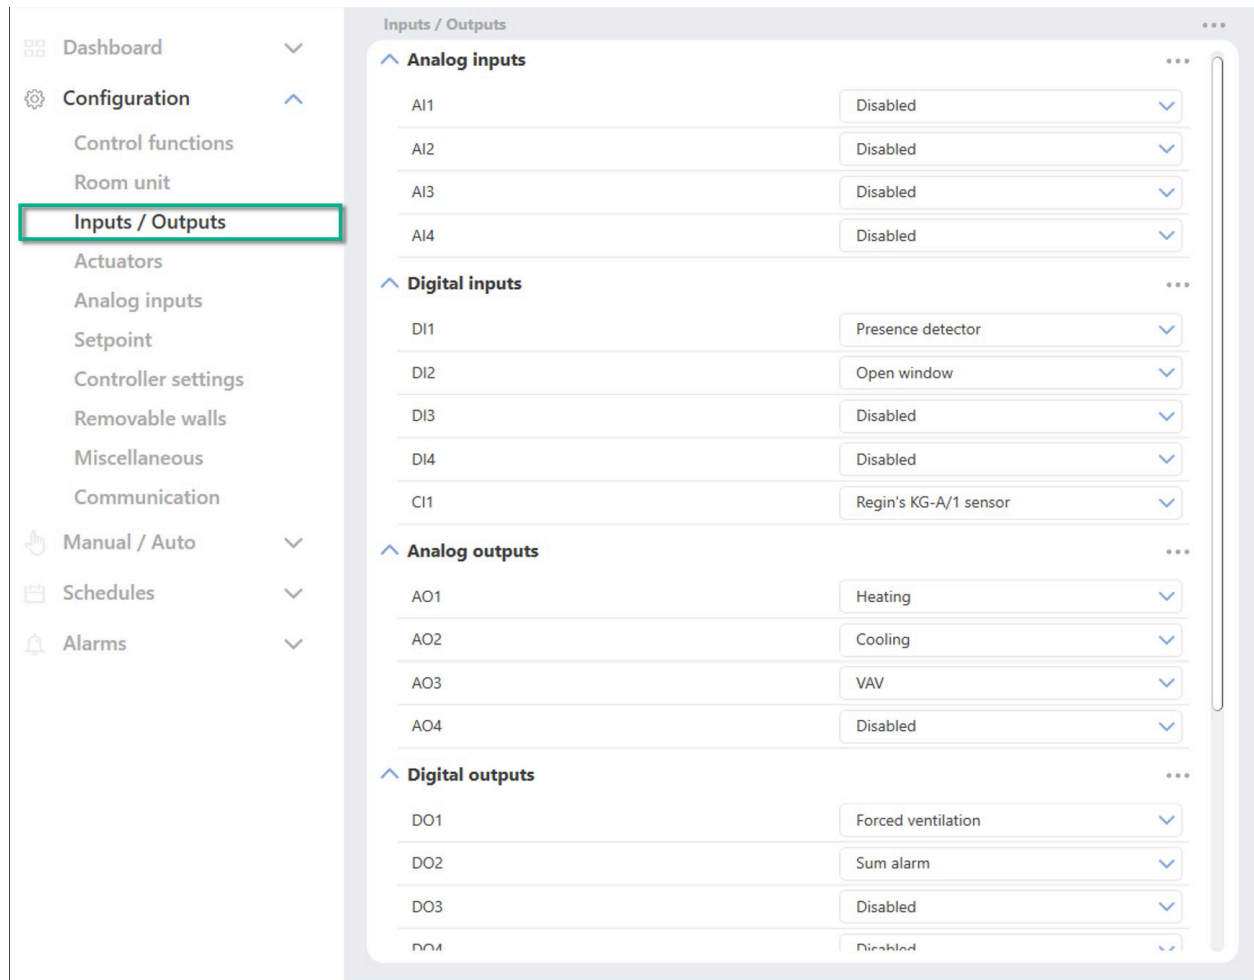 Dashboard
Configuration
Control functions
Room unit
Inputs / Outputs
Actuators
Analog inputs
Setpoint
Controller settings
Removable walls
Miscellaneous
Communication
Manual / Auto
Schedules
Alarms
Inputs / Outputs
Analog inputs
AI1 Disabled
AI2 Disabled
AI3 Disabled
AI4 Disabled
Digital inputs
DI1 Presence detector
DI2 Open window
DI3 Disabled
DI4 Disabled
CI1 Regin's KG-A/1 sensor
Analog outputs
AO1 Heating
AO2 Cooling
AO3 VAV
AO4 Disabled
Digital outputs
DO1 Forced ventilation
DO2 Sum alarm
DO3 Disabled
DO4 Disabled